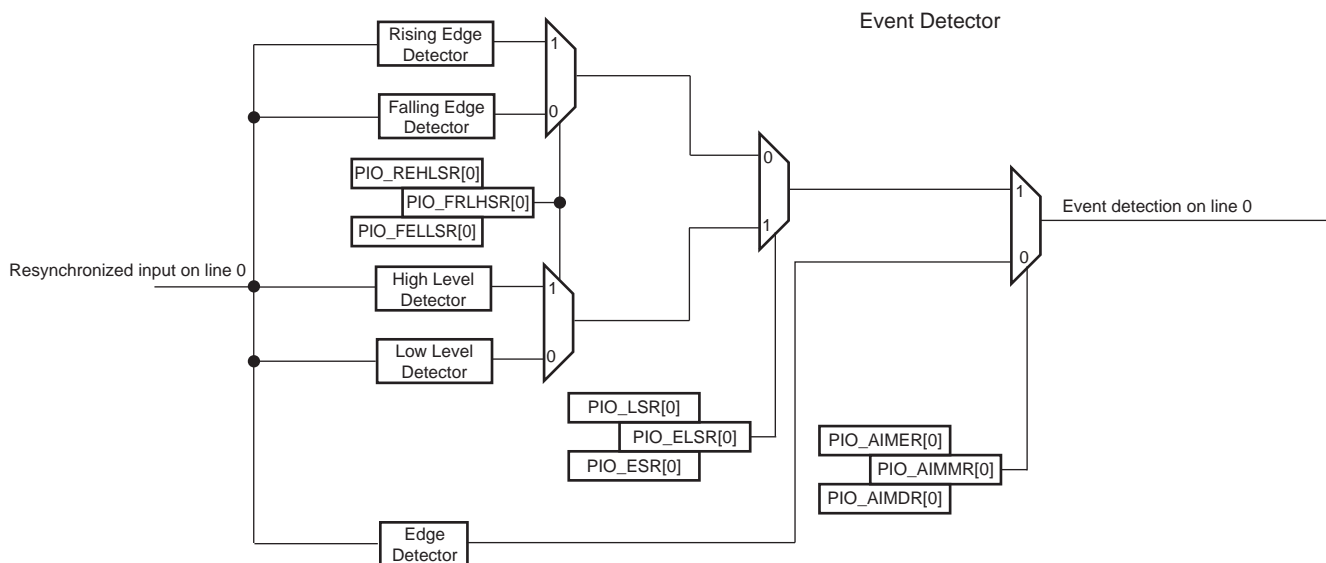 Event Detector
Rising Edge
Detector
1
Falling Edge
Detector
0
0
PIO_REHLSR[0]
PIO_FRLHSR[0]
PIO_FELLSR[0]
1
1
Event detection on line 0
Resynchronized input on line 0
High Level
Detector
1
0
Low Level
Detector
0
PIO_LSR[0]
PIO_ELSR[0]
PIO_ESR[0]
PIO_AIMER[0]
PIO_AIMMR[0]
PIO_AIMDR[0]
Edge
Detector